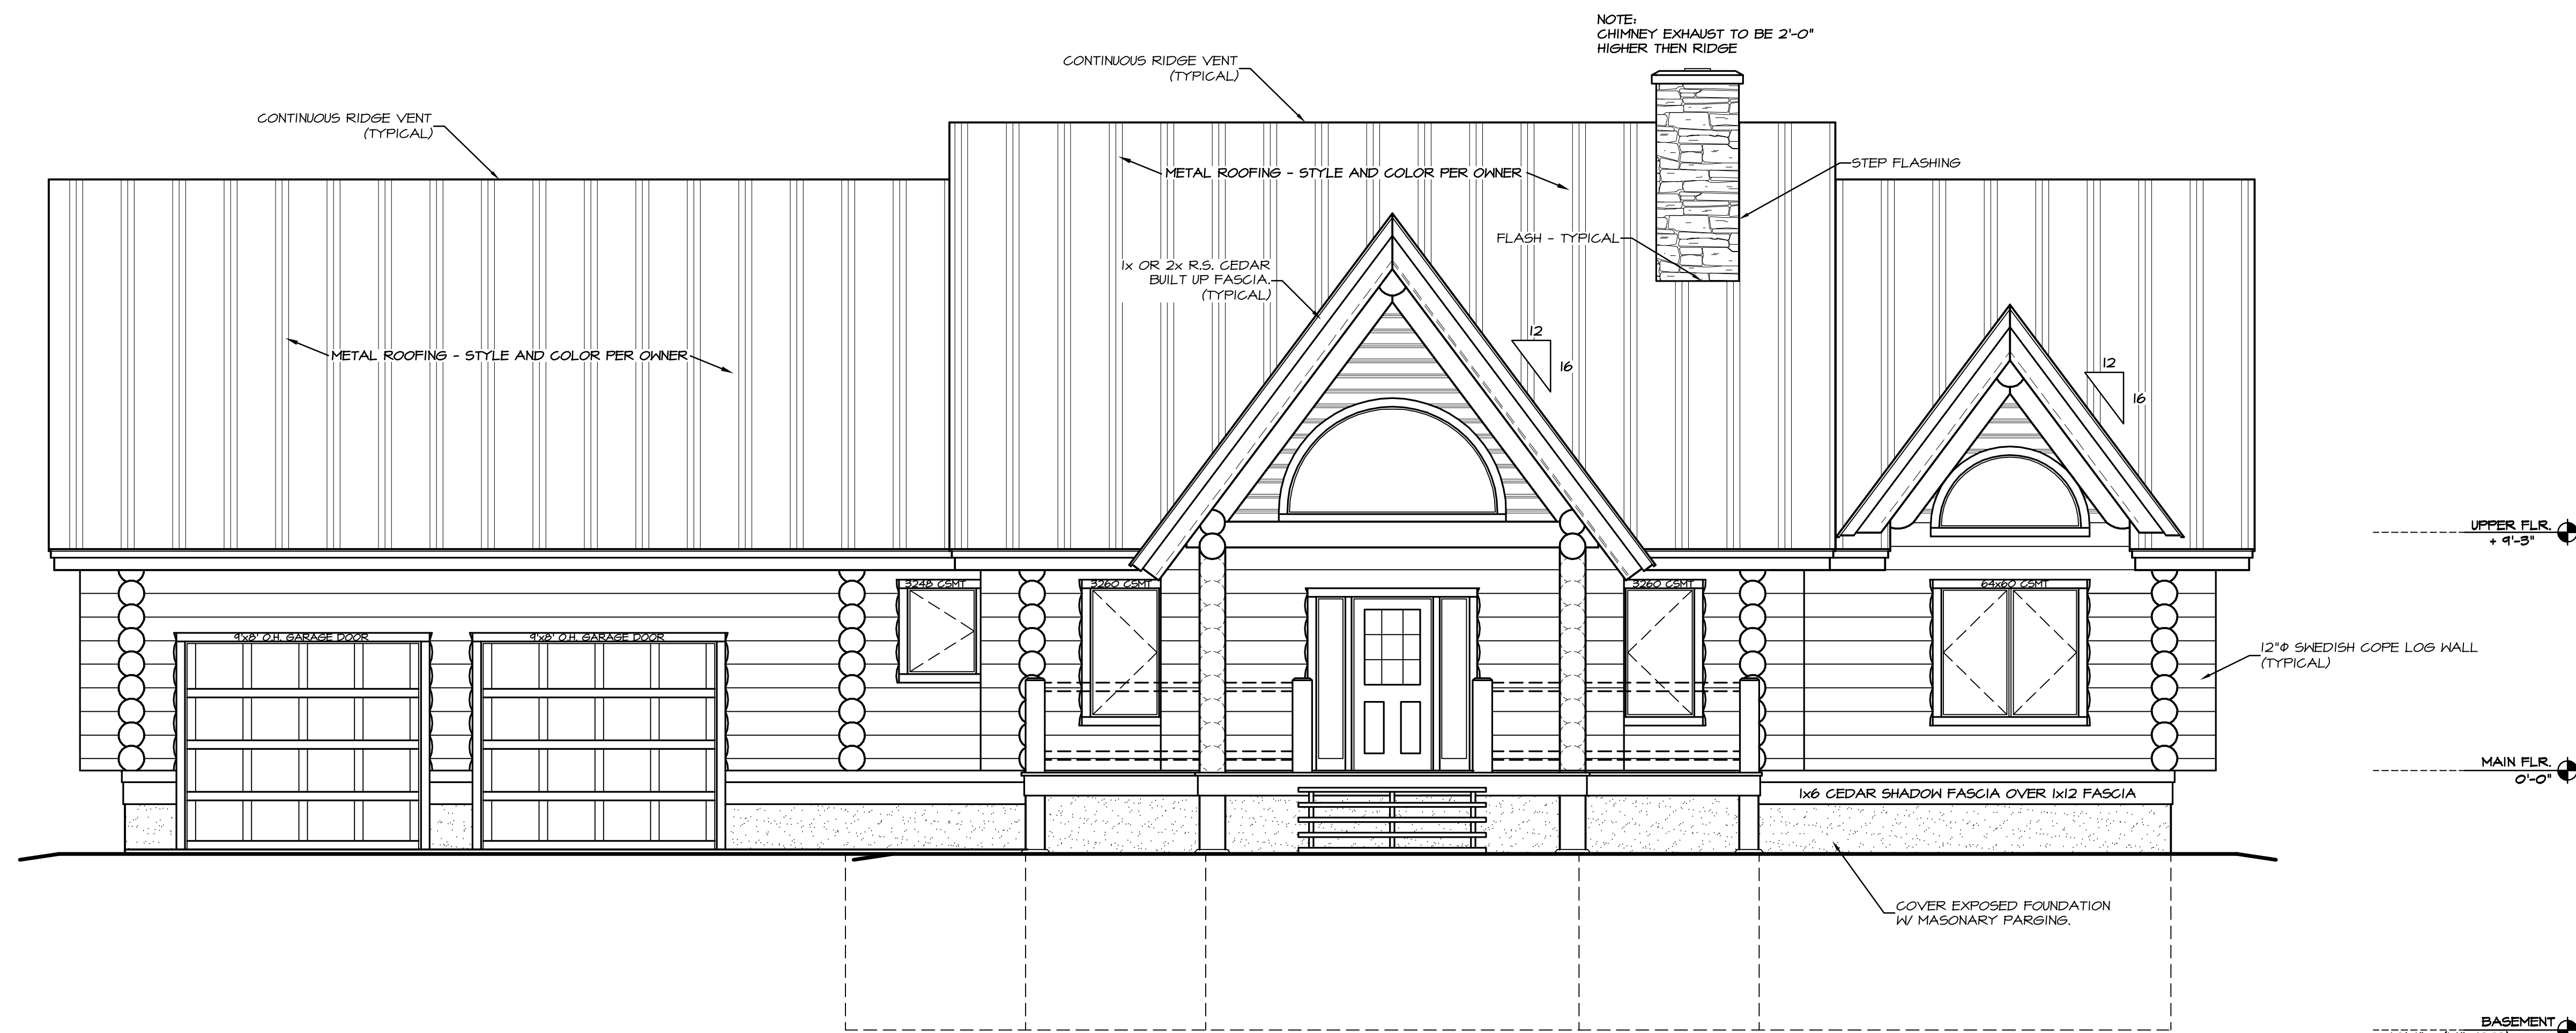 NOTE:
CHIMNEY EXHAUST TO BE 2'-0"
HIGHER THEN RIDGE
CONTINUOUS RIDGE VENT
(TYPICAL)
CONTINUOUS RIDGE VENT
(TYPICAL)
METAL ROOFING - STYLE AND COLOR PER OWNER
STEP FLASHING
FLASH - TYPICAL
1x OR 2x R.S. CEDAR
BUILT UP FASCIA.
(TYPICAL)
12
16
METAL ROOFING - STYLE AND COLOR PER OWNER
12
16
UPPER FLR.
+ 9'-3"
3248 CSMT
3260 CSMT
3260 CSMT
64x60 CSMT
9'x8' O.H. GARAGE DOOR
9'x8' O.H. GARAGE DOOR
12"Φ SWEDISH COPE LOG WALL
(TYPICAL)
MAIN FLR.
0'-0"
1x6 CEDAR SHADOW FASCIA OVER 1x12 FASCIA
COVER EXPOSED FOUNDATION
W/ MASONARY PARGING.
BASEMENT